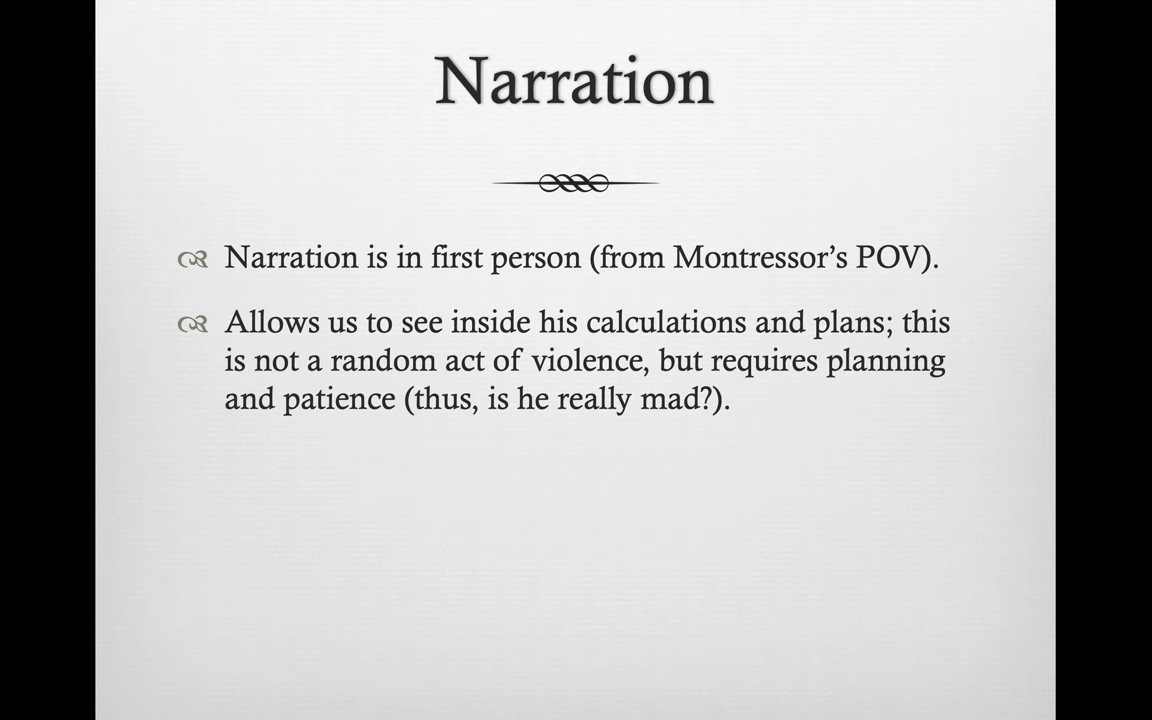 Narration
Narration is in first person (from Montressor’s POV).
Allows us to see inside his calculations and plans; this
is not a random act of violence, but requires planning
and patience (thus, is he really mad?).